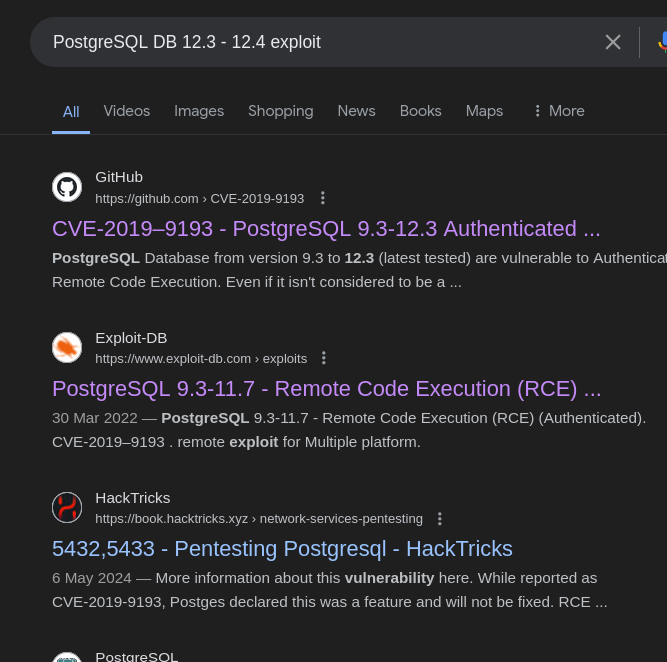 PostgreSQL DB 12.3 - 12.4 exploit
All Videos Images Shopping News Books Maps More
GitHub
https://github.com › CVE-2019-9193
CVE-2019–9193 - PostgreSQL 9.3-12.3 Authenticated ...
PostgreSQL Database from version 9.3 to 12.3 (latest tested) are vulnerable to
Remote Code Execution. Even if it isn't considered to be a ...
Exploit-DB
https://www.exploit-db.com › exploits
PostgreSQL 9.3-11.7 - Remote Code Execution (RCE) ...
30 Mar 2022 — PostgreSQL 9.3-11.7 - Remote Code Execution (RCE) (Authenticated).
CVE-2019–9193 . remote exploit for Multiple platform.
HackTricks
https://book.hacktricks.xyz › network-services-pentesting
5432,5433 - Pentesting Postgresql - HackTricks
6 May 2024 — More information about this vulnerability here. While reported as
CVE-2019-9193, Postges declared this was a feature and will not be fixed. RCE ...
PostgreSQL